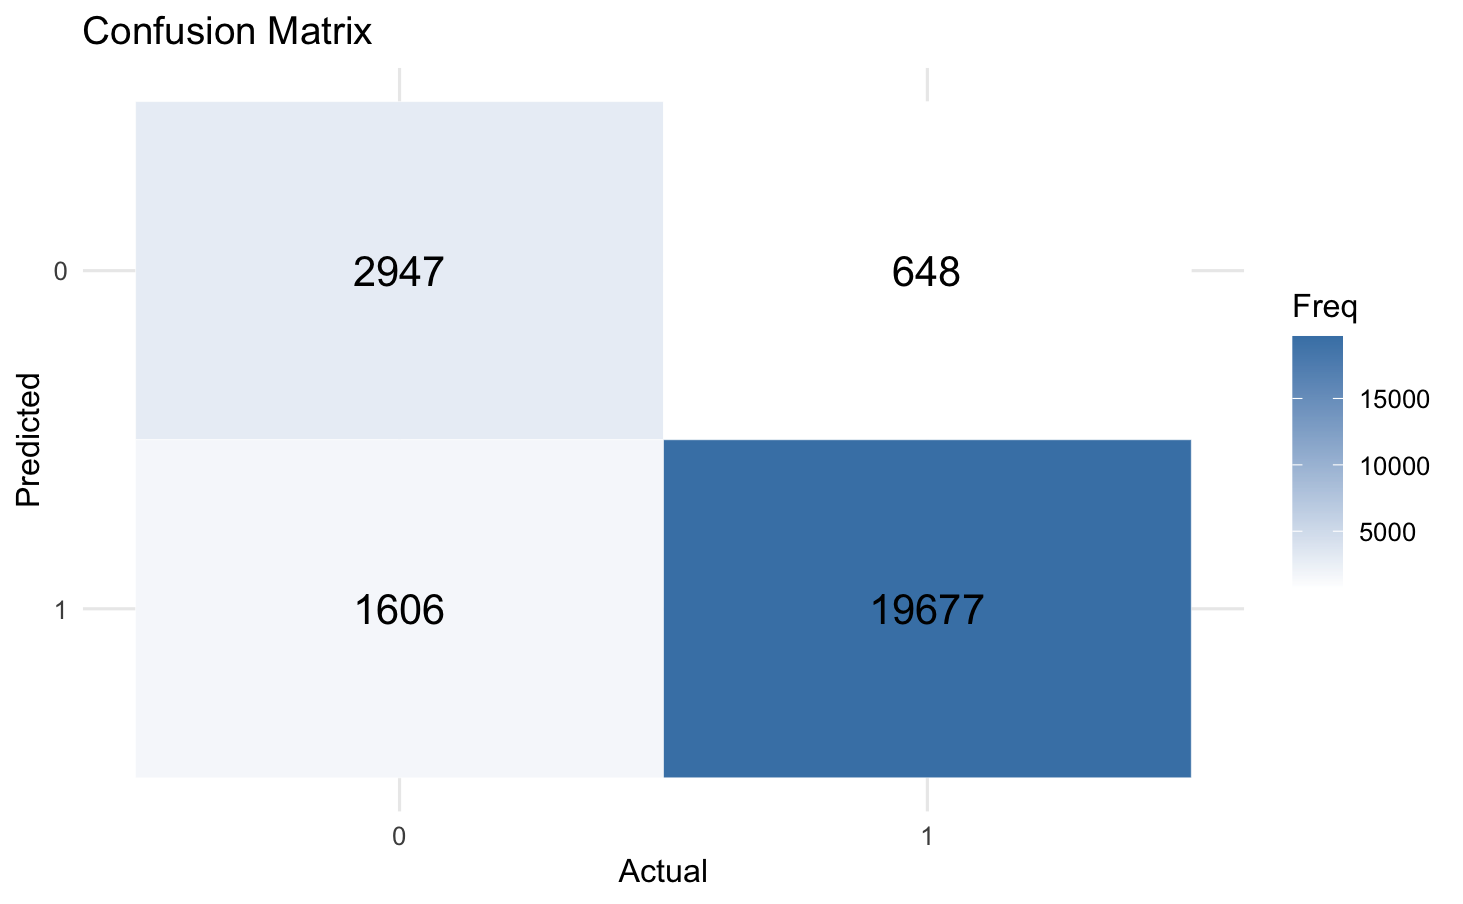 Confusion Matrix
Predicted
0
1
2947
648
1606
19677
0
1
Actual
Freq
15000
10000
5000